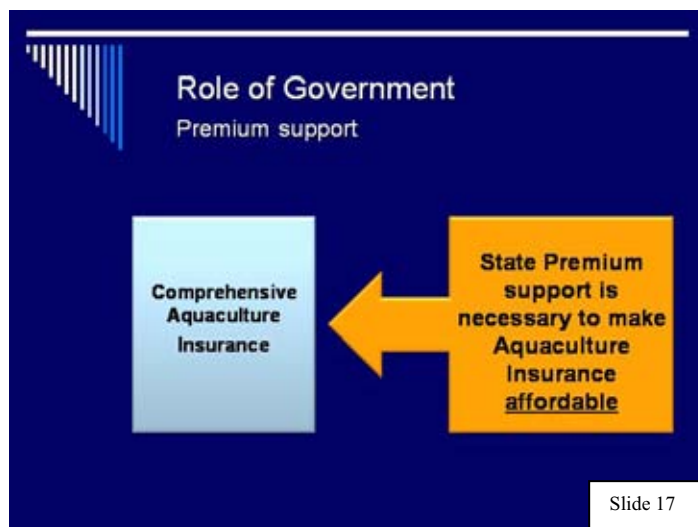 Role of Government
Premium support
Comprehensive
Aquaculture
Insurance
State Premium
support is
necessary to make
Aquaculture
Insurance
affordable
Slide 17